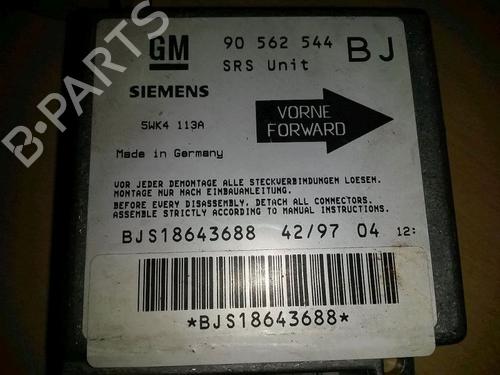 GM 90 562 544 BJ
SRS Unit
SIEMENS
5WK4 113A
VORNE
FORWARD
Made in Germany
VOR JEDER DEMONTAGE ALLE STECKVERBINDUNGEN LOESEN.
MONTAGE NUR NACH EINBAUANLEITUNG.
BEFORE EVERY DISASSEMBLY, DETACH ALL CONNECTORS.
ASSEMBLE STRICTLY ACCORDING TO MANUAL INSTRUMENTS.
BJS18643688 42/97 04 12:
*BJS18643688*
B-PARTS